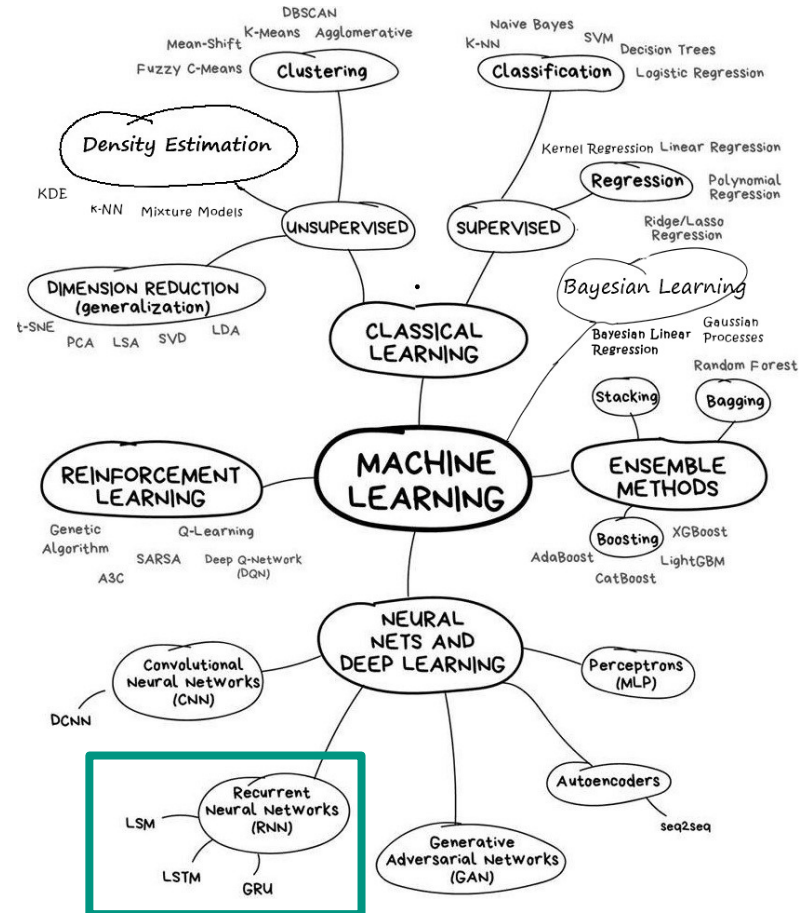 DBSCAN
K-Means
Agglomerative
Mean-Shift
Fuzzy C-Means
Clustering
Naive Bayes
K-NN
SVM
Decision Trees
Classification
Logistic Regression
Density Estimation
KDE
K-NN
Mixture Models
Kernel Regression
Linear Regression
Regression
Polynomial
Regression
Ridge/Lasso
Regression
UNSUPERVISED
SUPERVISED
DIMENSION REDUCTION
(generalization)
t-SNE
PCA
LSA
SVD
LDA
Bayesian Learning
Bayesian Linear
Regression
Gaussian
Processes
CLASSICAL
LEARNING
Random Forest
Stacking
Bagging
MACHINE
LEARNING
REINFORCEMENT
LEARNING
Genetic
Algorithm
Q-Learning
SARSA
Deep Q-Network
(DQN)
A3C
ENSEMBLE
METHODS
Boosting
XGBoost
AdaBoost
LightGBM
CatBoost
NEURAL
NETS AND
DEEP LEARNING
Convolutional
Neural Networks
(CNN)
DCNN
Perceptrons
(MLP)
Recurrent
Neural Networks
(RNN)
LSM
LSTM
GRU
Autoencoders
seq2seq
Generative
Adversarial Networks
(GAN)